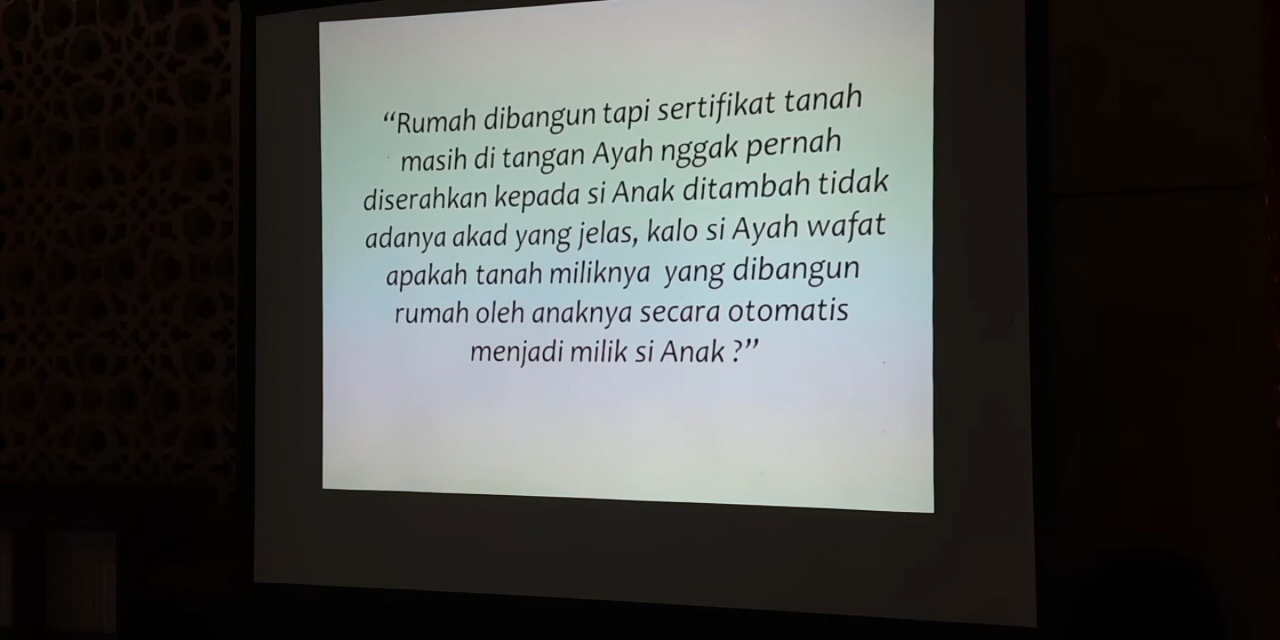 “Rumah dibangun tapi sertifikat tanah
masih di tangan Ayah nggak pernah
diserahkan kepada si Anak ditambah tidak
adanya akad yang jelas, kalo si Ayah wafat
apakah tanah miliknya yang dibangun
rumah oleh anaknya secara otomatis
menjadi milik si Anak ?”